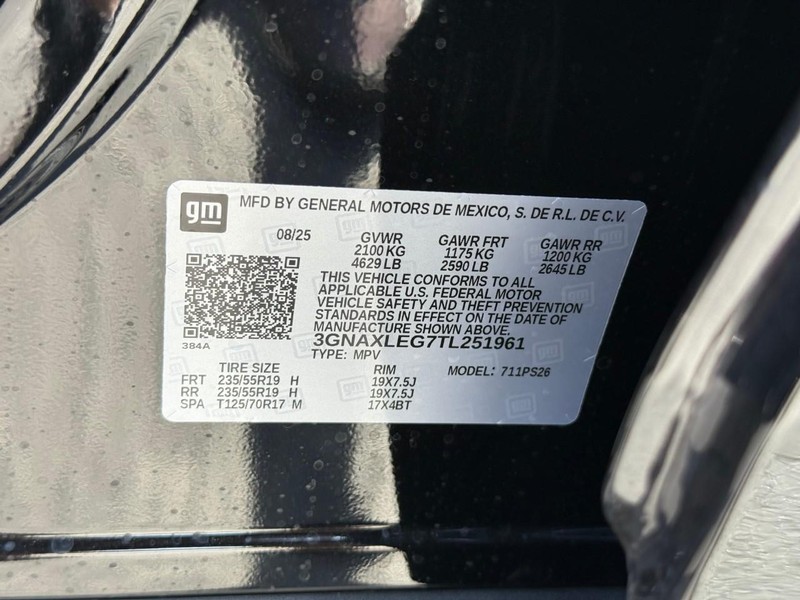 gm MFD BY GENERAL MOTORS DE MEXICO, S. DE R.L. DE C.V.
08/25 GVWR GAWR FRT GAWR RR
2100 KG 1175 KG 1200 KG
4629 LB 2590 LB 2645 LB
THIS VEHICLE CONFORMS TO ALL
APPLICABLE U.S. FEDERAL MOTOR
VEHICLE SAFETY AND THEFT PREVENTION
STANDARDS IN EFFECT ON THE DATE OF
MANUFACTURE SHOWN ABOVE.
384A 3GNAXLEG7TL251961
TYPE: MPV
TIRE SIZE RIM MODEL: 711PS26
FRT 235/55R19 H 19X7.5J
RR 235/55R19 H 19X7.5J
SPA T125/70R17 M 17X4BT